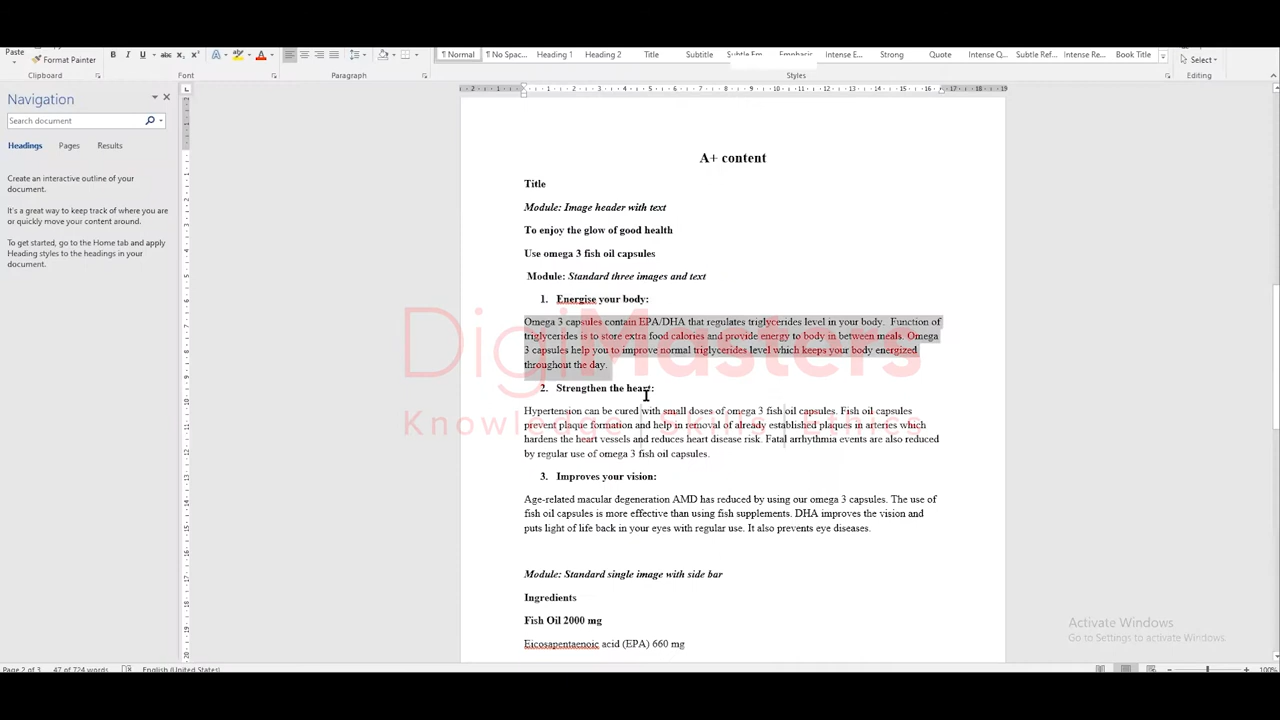 Paste
Format Painter
Clipboard
Font
Paragraph
Styles
Editing
¶ Normal
¶ No Spac...
Heading 1
Heading 2
Title
Subtitle
Subtle Em...
Emphasis
Intense E...
Strong
Quote
Intense Q...
Subtle Ref...
Intense Re...
Book Title
Select
Navigation
Search document
Headings Pages Results
Create an interactive outline of your
document.
It's a great way to keep track of where you are
or quickly move your content around.
To get started, go to the Home tab and apply
Heading styles to the headings in your
document.
A+ content
Title
Module: Image header with text
To enjoy the glow of good health
Use omega 3 fish oil capsules
Module: Standard three images and text
1. Energise your body:
Omega 3 capsules contain EPA/DHA that regulates triglycerides level in your body. Function of
triglycerides is to store extra food calories and provide energy to body in between meals. Omega
3 capsules help you to improve normal triglycerides level which keeps your body energized
throughout the day.
2. Strengthen the heart:
Hypertension can be cured with small doses of omega 3 fish oil capsules. Fish oil capsules
prevent plaque formation and help in removal of already established plaques in arteries which
hardens the heart vessels and reduces heart disease risk. Fatal arrhythmia events are also reduced
by regular use of omega 3 fish oil capsules.
3. Improves your vision:
Age-related macular degeneration AMD has reduced by using our omega 3 capsules. The use of
fish oil capsules is more effective than using fish supplements. DHA improves the vision and
puts light of life back in your eyes with regular use. It also prevents eye diseases.
Module: Standard single image with side bar
Ingredients
Fish Oil 2000 mg
Eicosapentaenoic acid (EPA) 660 mg
DigiMasters
Knowledge | Skills | Ethics
Activate Windows
Go to Settings to activate Windows.
Page 2 of 3 47 of 724 words English (United Kingdom) 100%